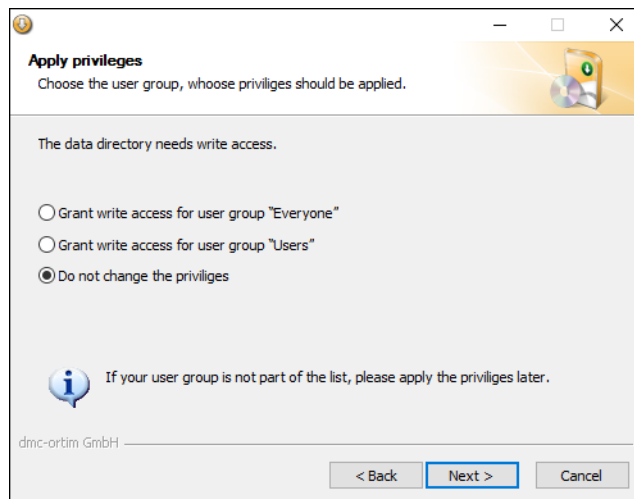 Apply privileges
Choose the user group, whoose priviliges should be applied.
The data directory needs write access.
Grant write access for user group "Everyone"
Grant write access for user group "Users"
Do not change the priviliges
If your user group is not part of the list, please apply the priviliges later.
dmc-ortim GmbH
< Back Next > Cancel